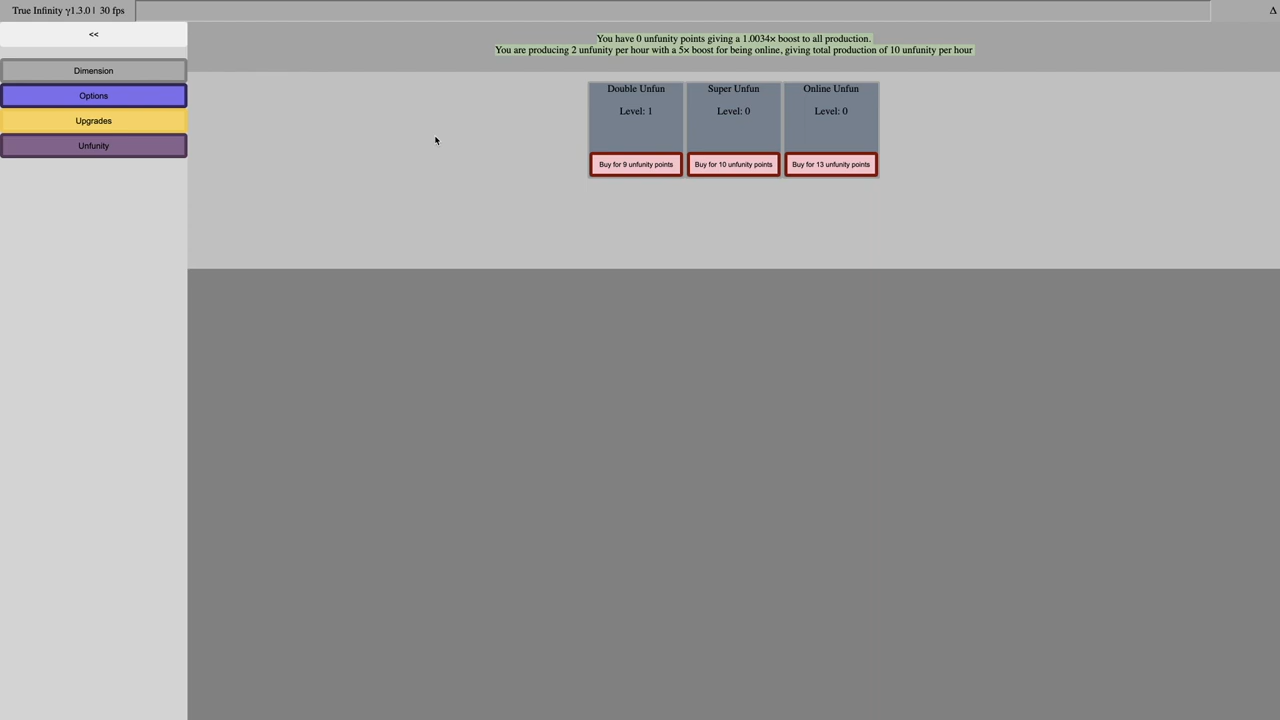 True Infinity γ1.3.0 | 30 fps
Δ
<<
Dimension
Options
Upgrades
Unfunity
You have 0 unfunity points giving a 1.0034× boost to all production.
You are producing 2 unfunity per hour with a 5× boost for being online, giving total production of 10 unfunity per hour
Double Unfun
Level: 1
Buy for 9 unfunity points
Super Unfun
Level: 0
Buy for 10 unfunity points
Online Unfun
Level: 0
Buy for 13 unfunity points